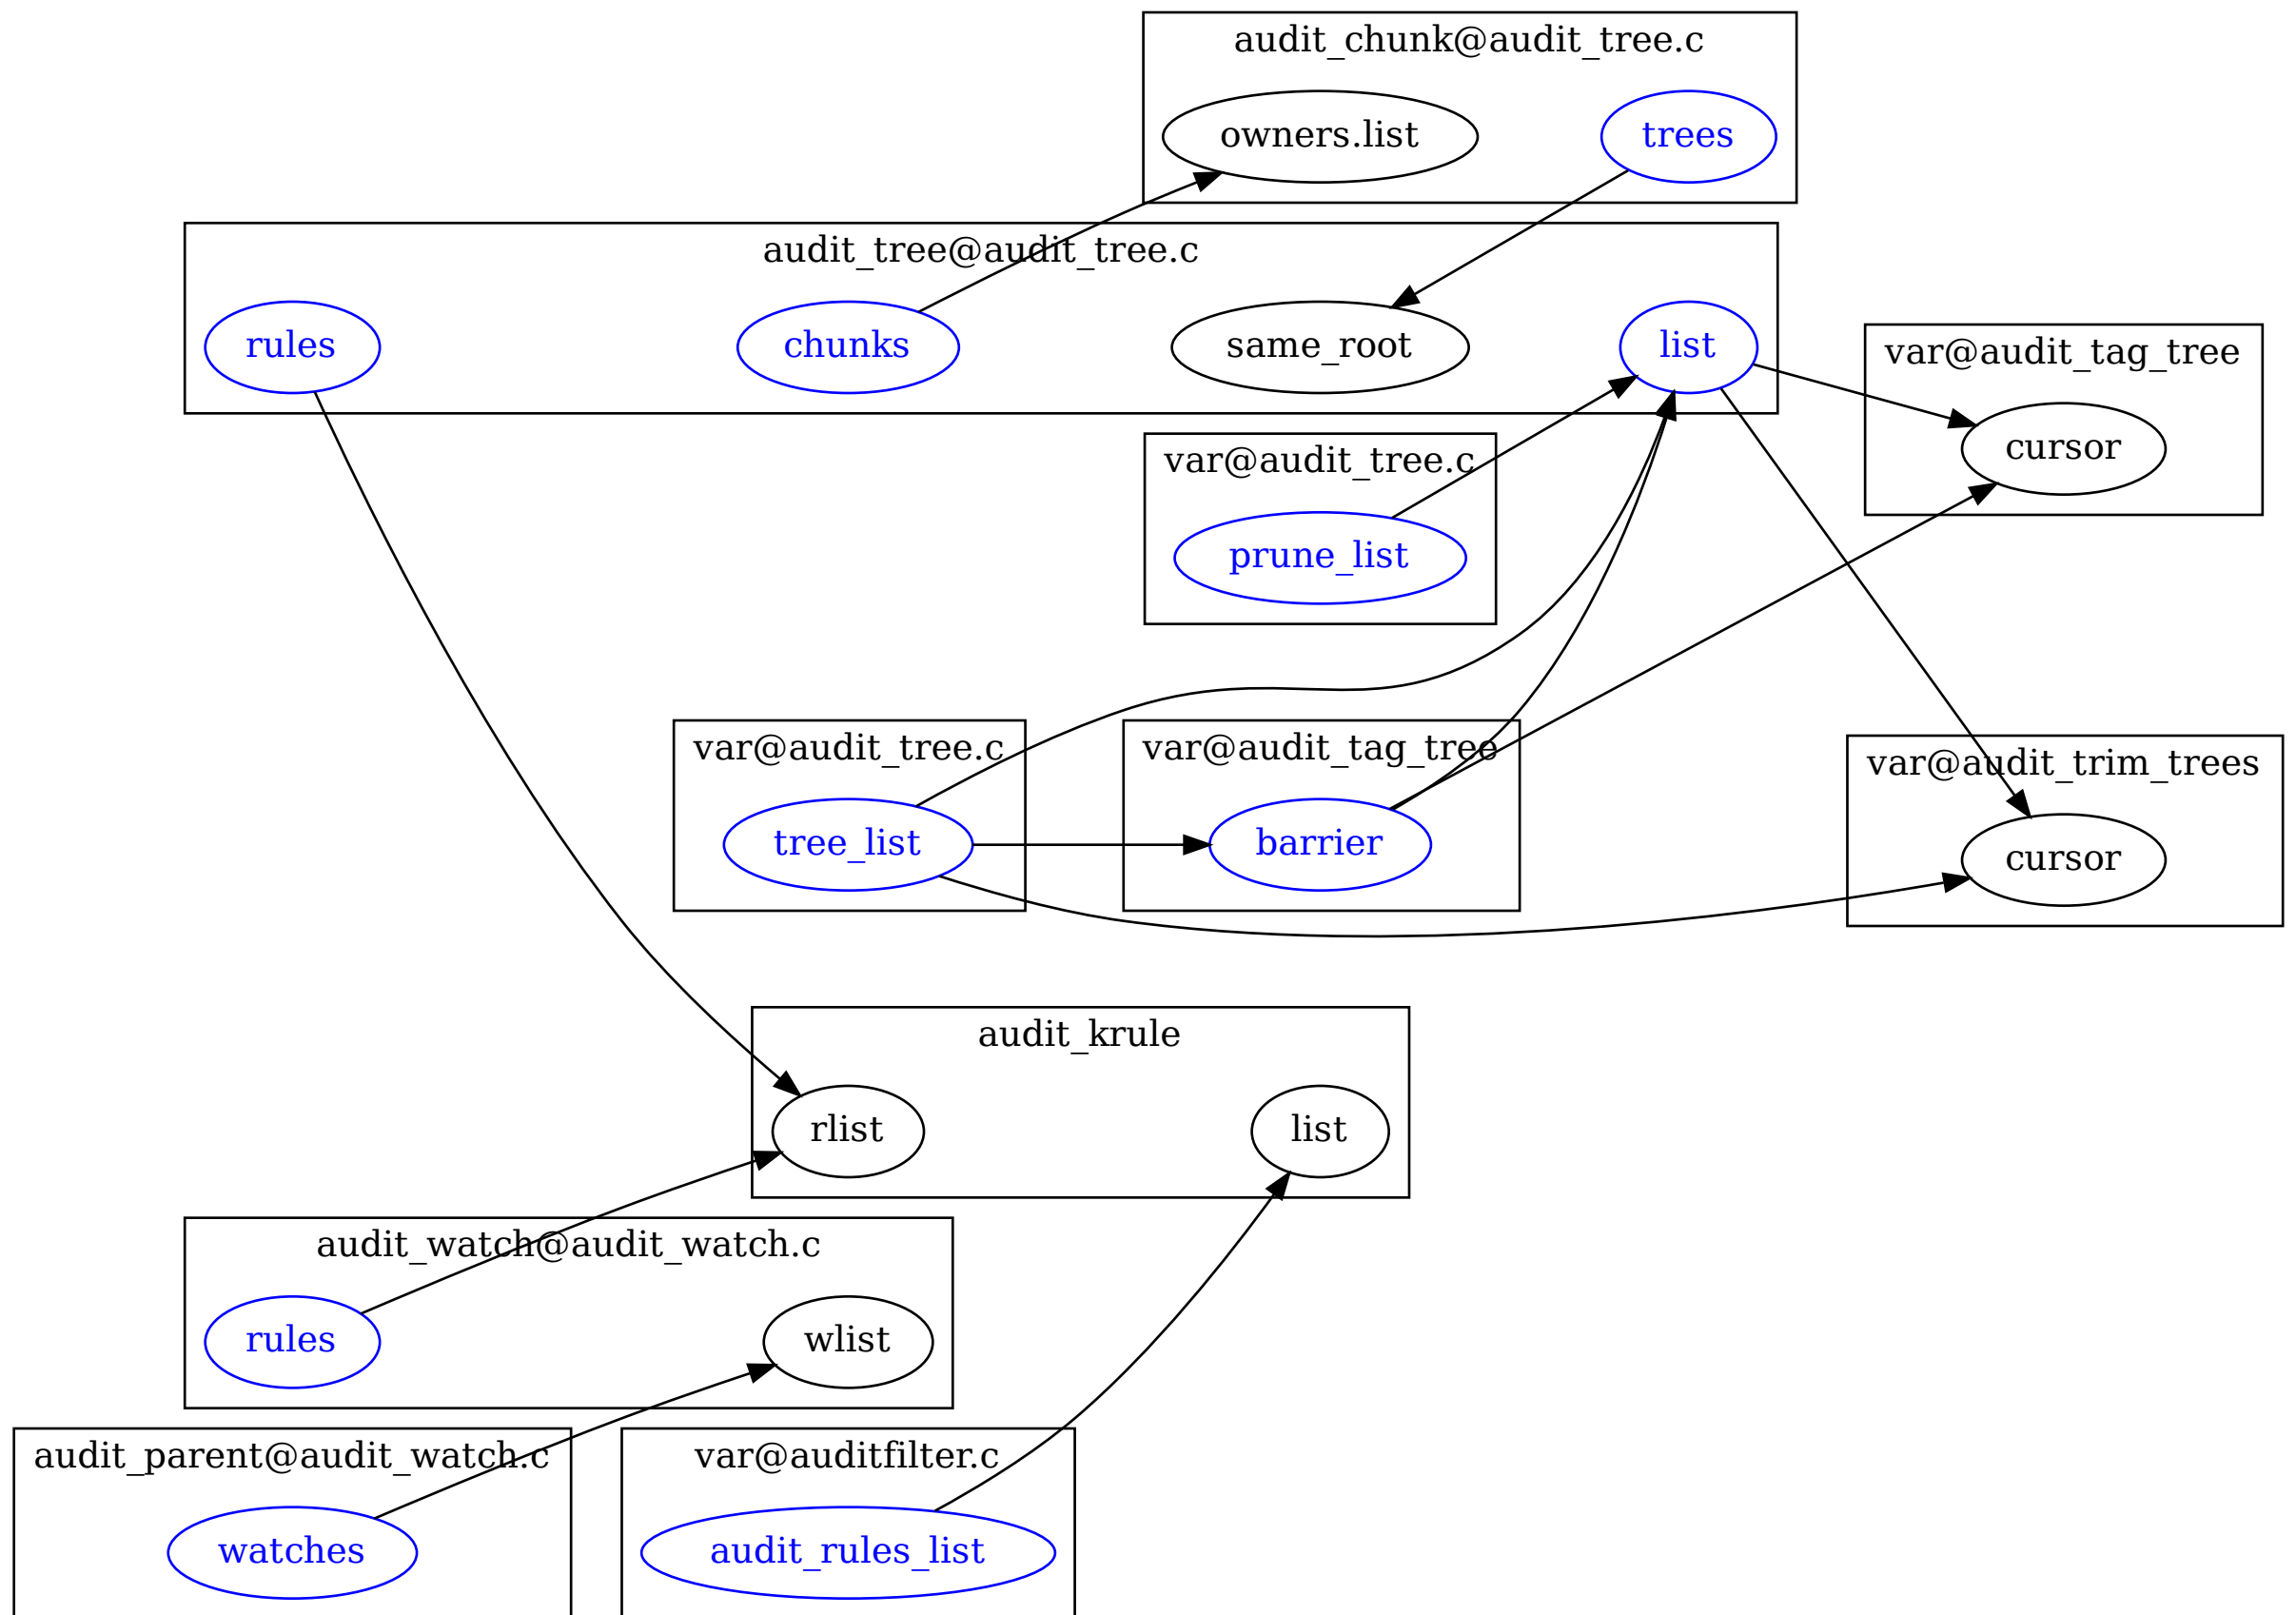 audit_chunk@audit_tree.c
owners.list
trees
audit_tree@audit_tree.c
rules
chunks
same_root
list
var@audit_tag_tree
cursor
var@audit_tree.c
prune_list
var@audit_tree.c
tree_list
var@audit_tag_tree
barrier
var@audit_trim_trees
cursor
audit_krule
rlist
list
audit_watch@audit_watch.c
rules
wlist
audit_parent@audit_watch.c
watches
var@auditfilter.c
audit_rules_list